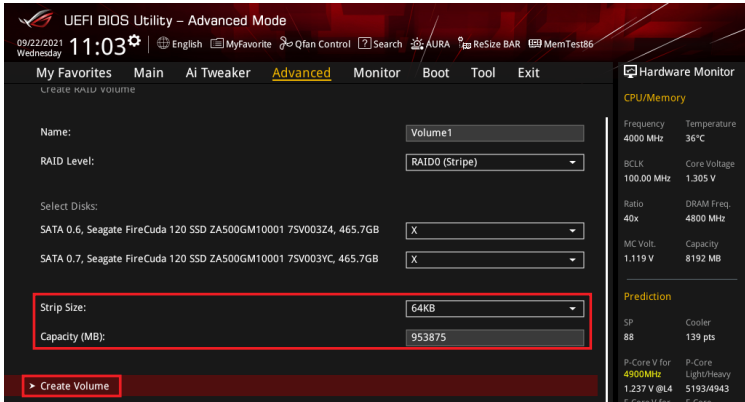 UEFI BIOS Utility – Advanced Mode
09/22/2021 Wednesday 11:03 English MyFavorite Qfan Control ? Search AURA ReSize BAR MemTest86
My Favorites Main Ai Tweaker Advanced Monitor Boot Tool Exit
Create RAID Volume
Name: Volume1
RAID Level: RAID0 (Stripe)
Select Disks:
SATA 0.6, Seagate FireCuda 120 SSD ZA500GM10001 7SV003Z4, 465.7GB X
SATA 0.7, Seagate FireCuda 120 SSD ZA500GM10001 7SV003YC, 465.7GB X
Strip Size: 64KB
Capacity (MB): 953875
> Create Volume
Hardware Monitor
CPU/Memory
Frequency Temperature
4000 MHz 36°C
BCLK Core Voltage
100.00 MHz 1.305 V
Ratio DRAM Freq.
40x 4800 MHz
MC Volt. Capacity
1.119 V 8192 MB
Prediction
SP Cooler
88 139 pts
P-Core V for P-Core
4900MHz Light/Heavy
1.237 V @L4 5193/4943
E-Core V for E-Core